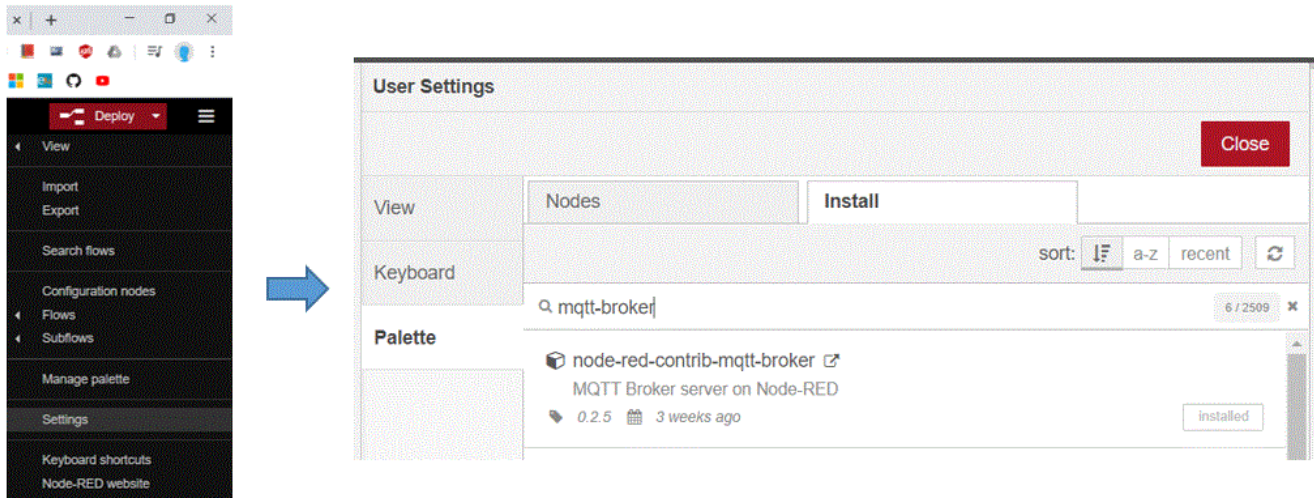 Deploy
View
Import
Export
Search flows
Configuration nodes
Flows
Subflows
Manage palette
Settings
Keyboard shortcuts
Node-RED website
User Settings
Close
View
Keyboard
Palette
Nodes
Install
sort: a-z recent
mqtt-broker 6 / 2509
node-red-contrib-mqtt-broker
MQTT Broker server on Node-RED
0.2.5 3 weeks ago
installed